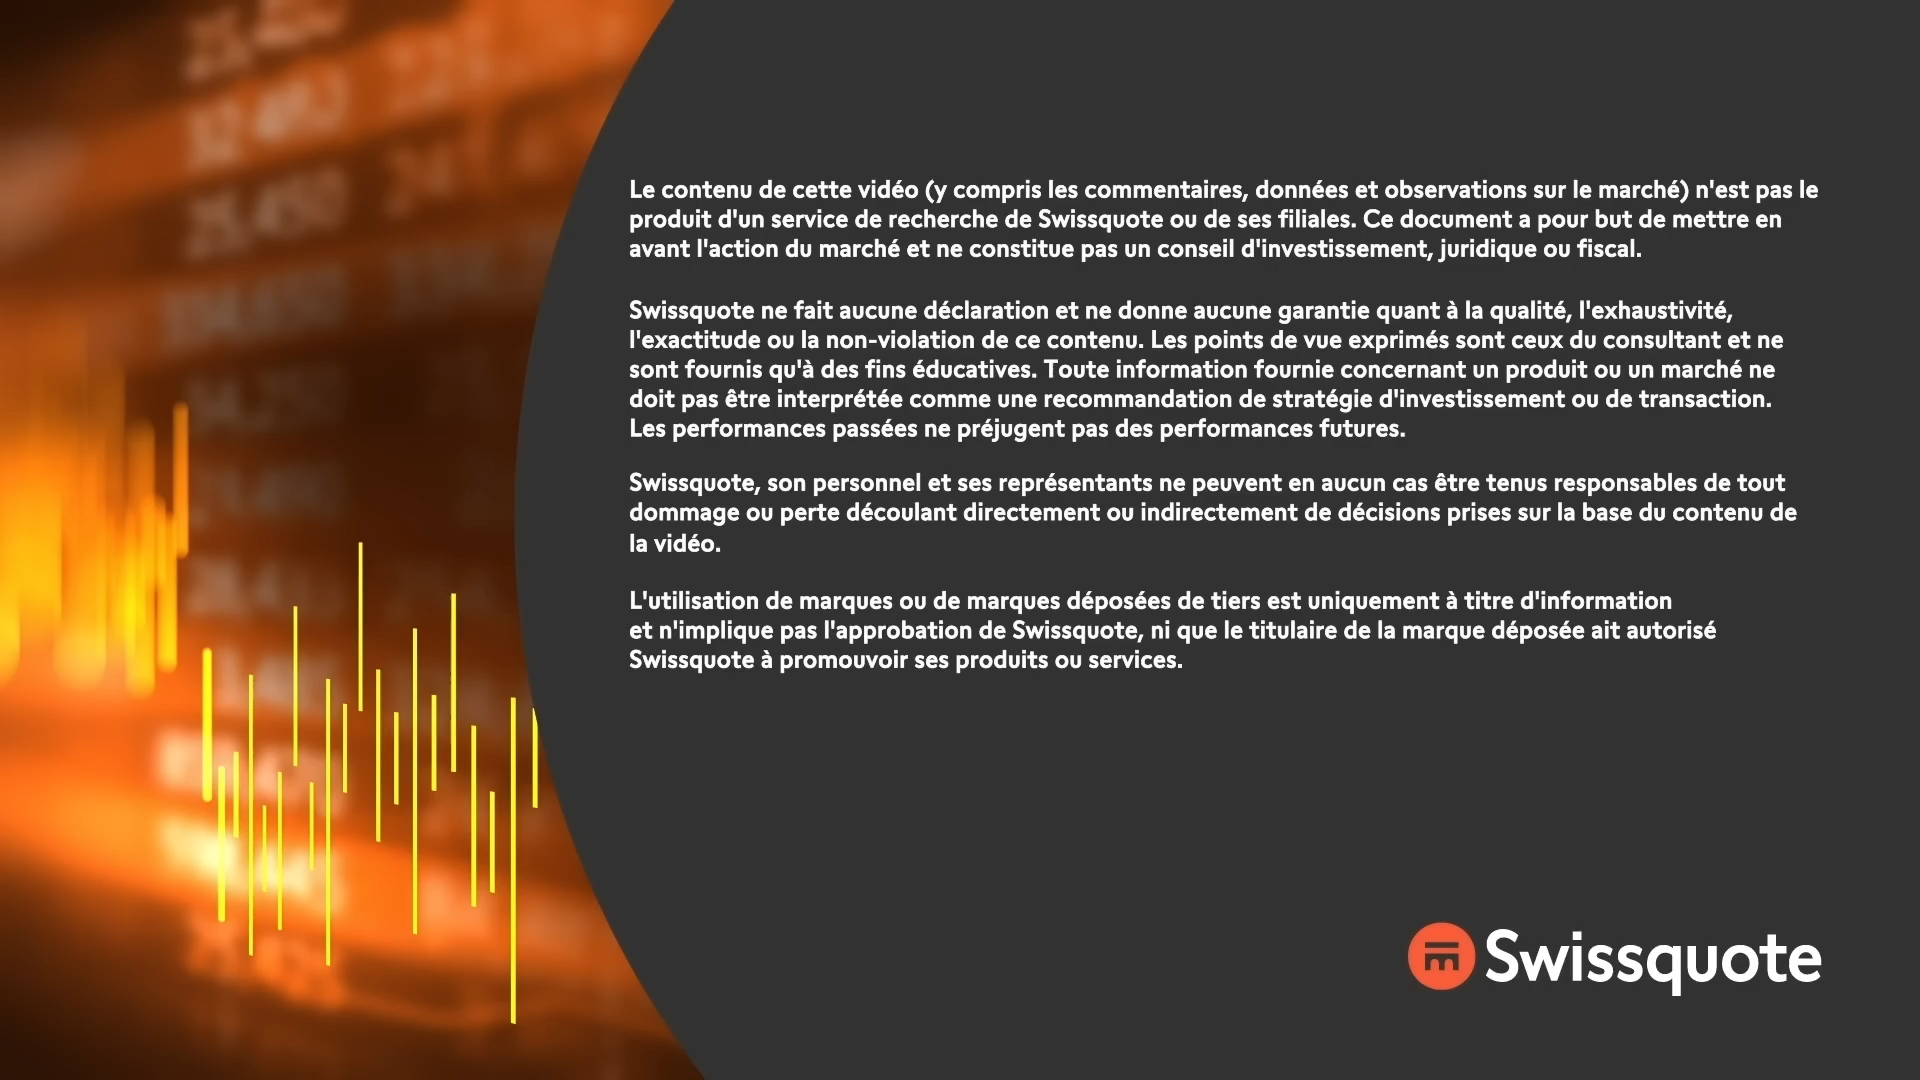 Le contenu de cette vidéo (y compris les commentaires, données et observations sur le marché) n'est pas le
produit d'un service de recherche de Swissquote ou de ses filiales. Ce document a pour but de mettre en
avant l'action du marché et ne constitue pas un conseil d'investissement, juridique ou fiscal.
Swissquote ne fait aucune déclaration et ne donne aucune garantie quant à la qualité, l'exhaustivité,
l'exactitude ou la non-violation de ce contenu. Les points de vue exprimés sont ceux du consultant et ne
sont fournis qu'à des fins éducatives. Toute information fournie concernant un produit ou un marché ne
doit pas être interprétée comme une recommandation de stratégie d'investissement ou de transaction.
Les performances passées ne préjugent pas des performances futures.
Swissquote, son personnel et ses représentants ne peuvent en aucun cas être tenus responsables de tout
dommage ou perte découlant directement ou indirectement de décisions prises sur la base du contenu de
la vidéo.
L'utilisation de marques ou de marques déposées de tiers est uniquement à titre d'information
et n'implique pas l'approbation de Swissquote, ni que le titulaire de la marque déposée ait autorisé
Swissquote à promouvoir ses produits ou services.
Swissquote